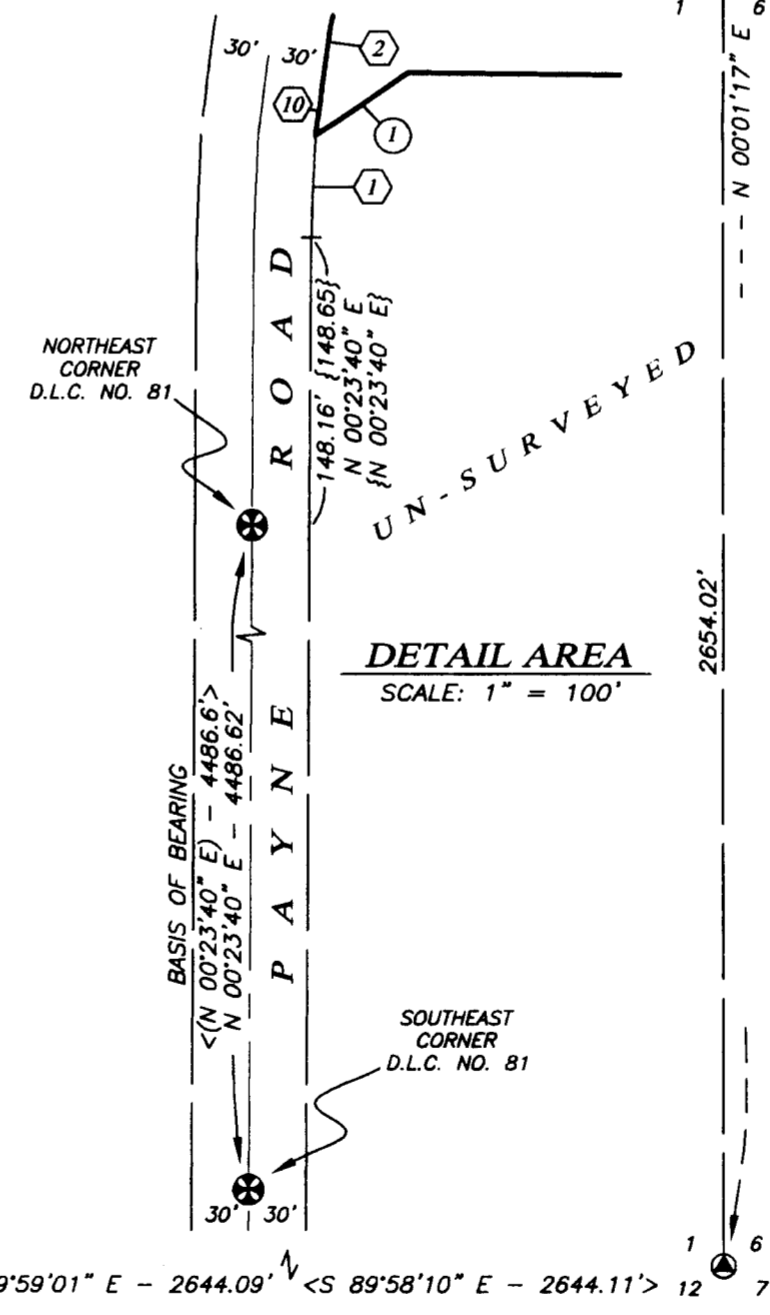 1 6
30' 30'
2
10
1
1
N 00°01'17" E
NORTHEAST
CORNER
D.L.C. NO. 81
148.16' {148.65}
N 00°23'40" E
{N 00°23'40" E}
UN-SURVEYED
PAYNE ROAD
DETAIL AREA
SCALE: 1" = 100'
2654.02'
BASIS OF BEARING
<(N 00°23'40" E) - 4486.6'>
N 00°23'40" E - 4486.62'
SOUTHEAST
CORNER
D.L.C. NO. 81
30' 30'
1 6
9°59'01" E - 2644.09' <S 89°58'10" E - 2644.11'> 12 7